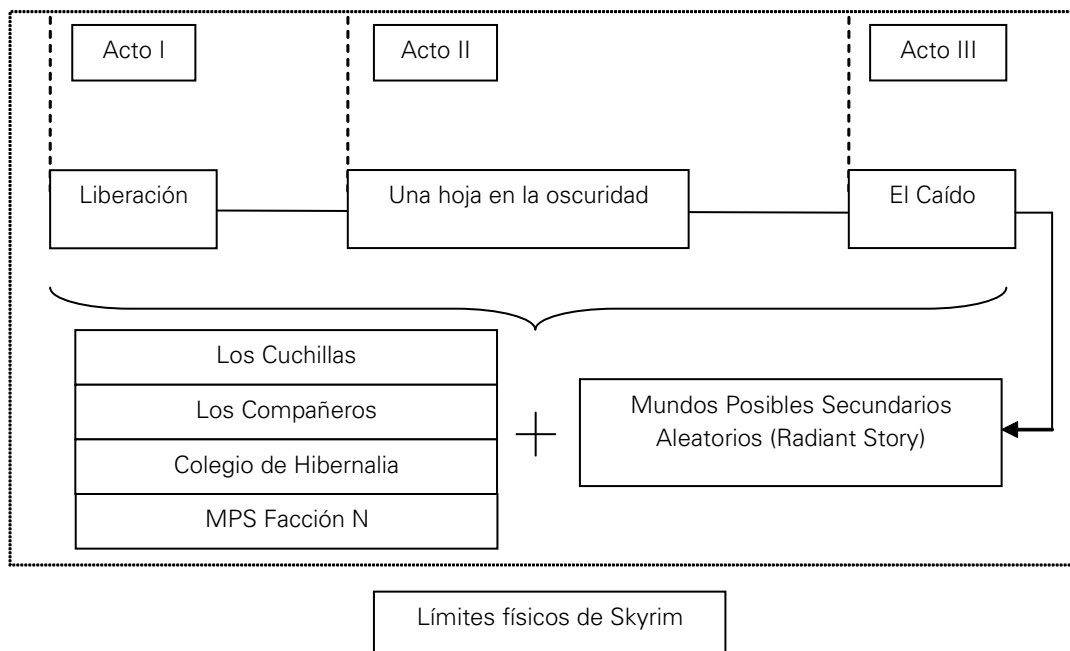 Acto I
Acto II
Acto III
Liberación
Una hoja en la oscuridad
El Caído
Los Cuchillas
Los Compañeros
Colegio de Hibernalia
MPS Facción N
Mundos Posibles Secundarios
Aleatorios (Radiant Story)
Límites físicos de Skyrim